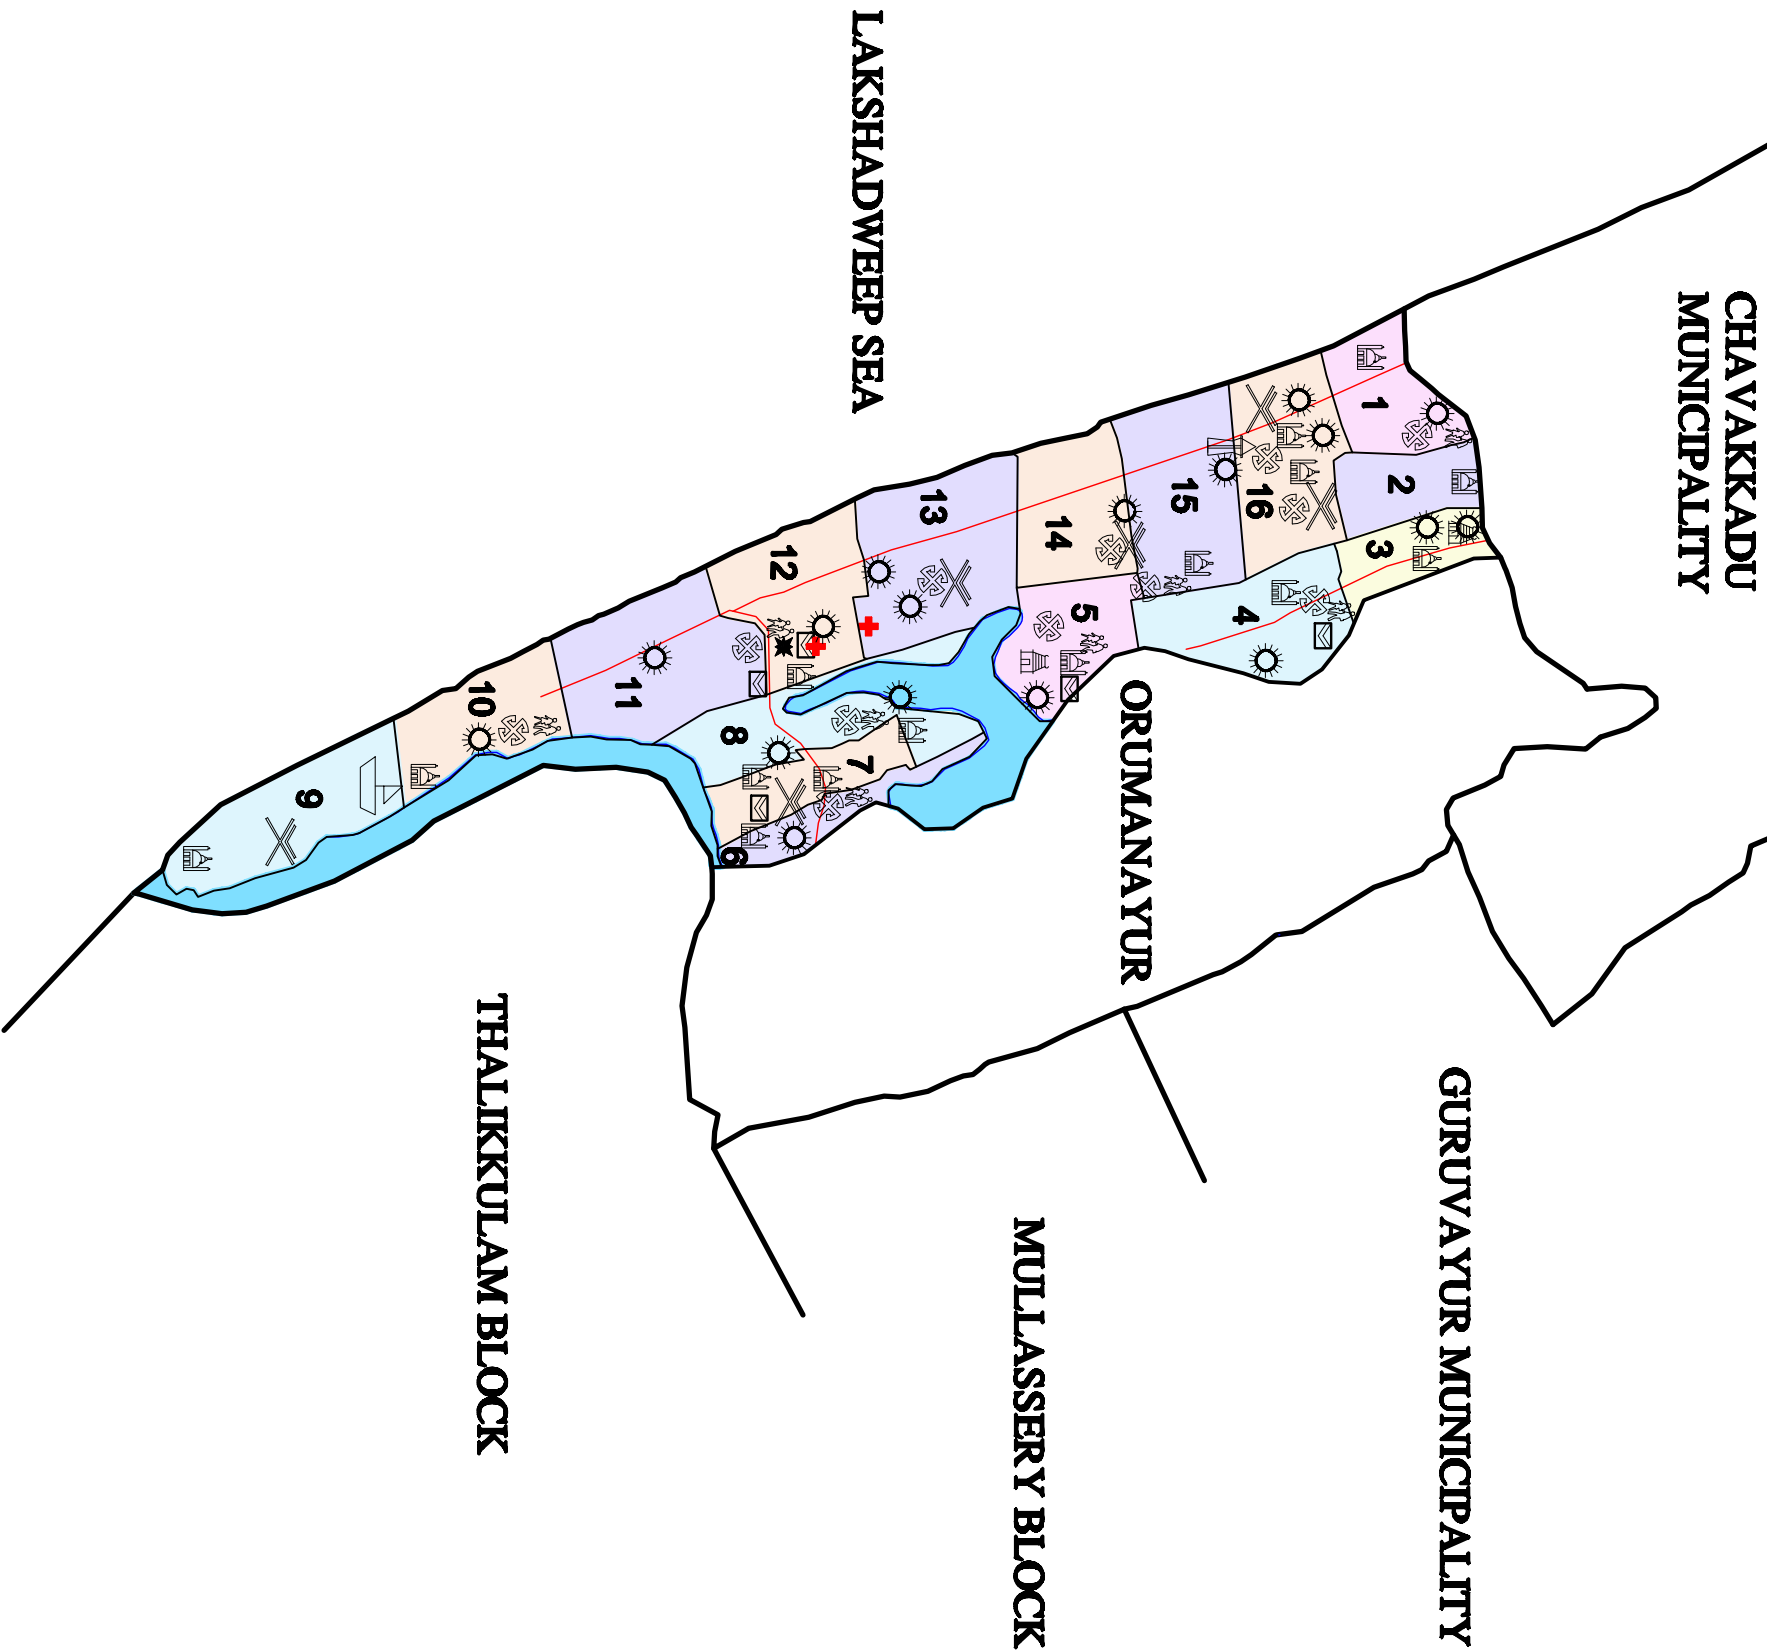 CHAVAKKADU
MUNICIPALITY
LAKSHADWEEP SEA
1
2
3
16
15
4
14
5
13
12
11
8
7
6
10
9
ORUMANAYUR
THALIKKULAM BLOCK
GURUVAYUR MUNICIPALITY
MULLASSERY BLOCK